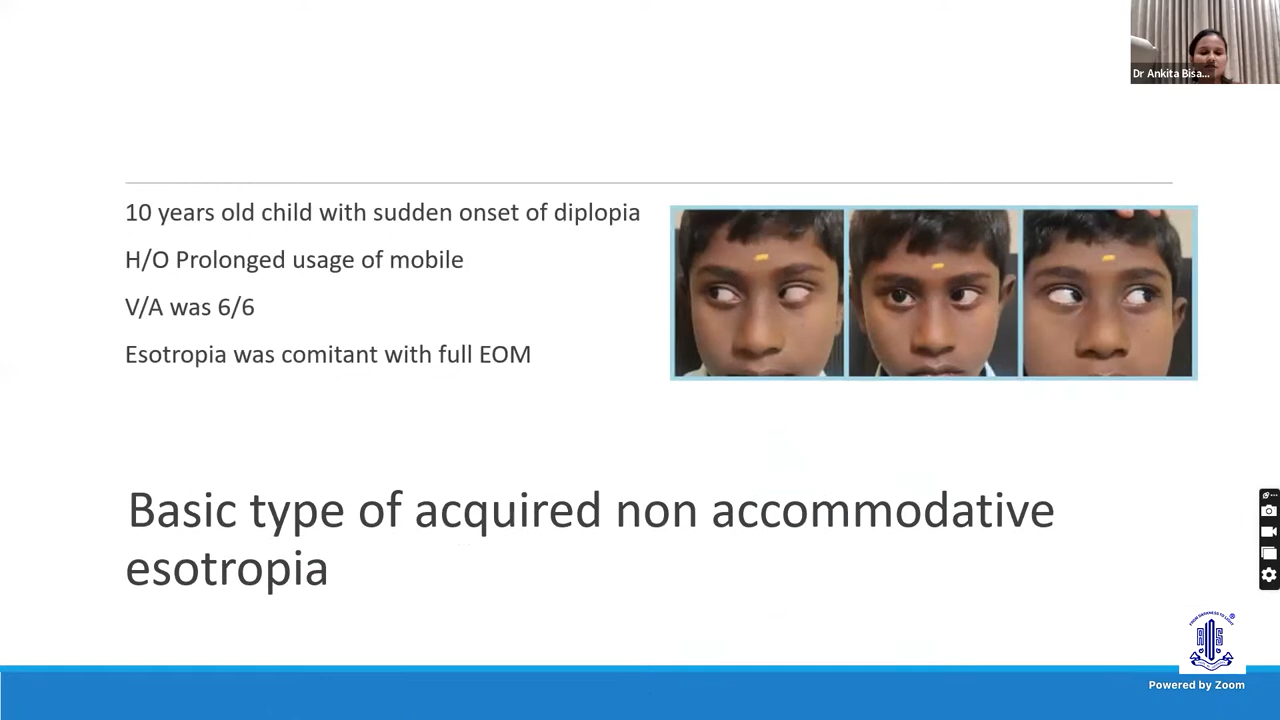 Dr Ankita Bisa...
10 years old child with sudden onset of diplopia
H/O Prolonged usage of mobile
V/A was 6/6
Esotropia was comitant with full EOM
Basic type of acquired non accommodative
esotropia
Powered by Zoom